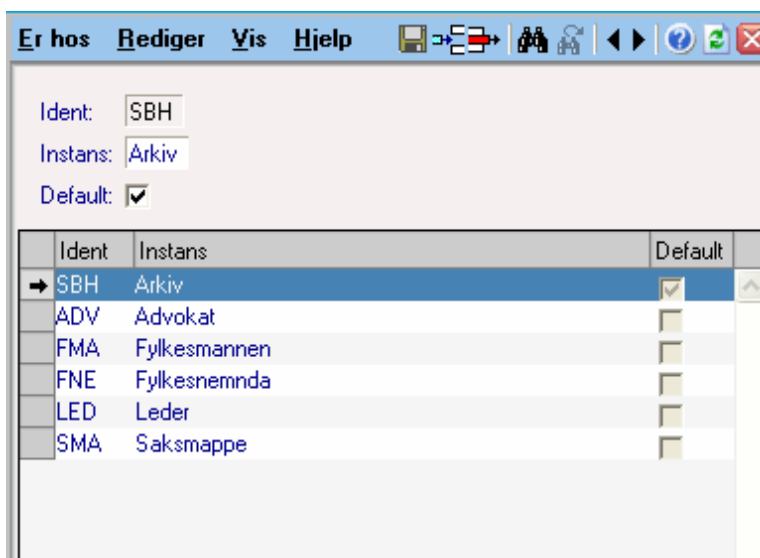 Er hos Rediger Vis Hjelp
Ident: SBH
Instans: Arkiv
Default:
Ident Instans Default
SBH Arkiv
ADV Advokat
FMA Fylkesmannen
FNE Fylkesnemnda
LED Leder
SMA Saksmappe